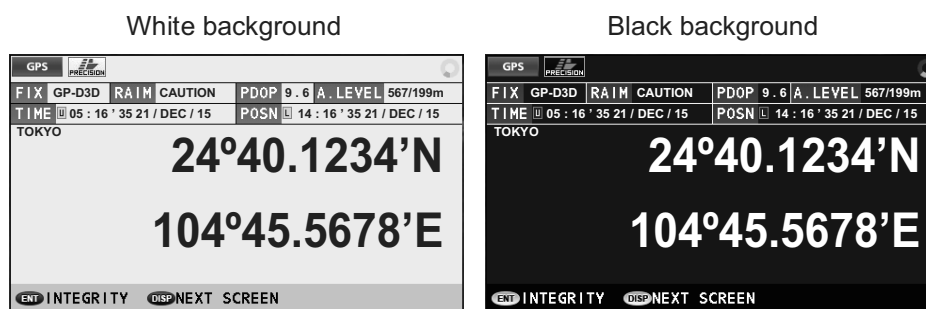 White background
Black background
GPS PRECISION
FIX GP-D3D RAIM CAUTION PDOP 9.6 A.LEVEL 567/199m
TIME U 05 : 16 ’ 35 21 / DEC / 15 POSN L 14 : 16 ’ 35 21 / DEC / 15
TOKYO
24º40.1234’N
104º45.5678’E
ENT INTEGRITY DISP NEXT SCREEN
GPS PRECISION
FIX GP-D3D RAIM CAUTION PDOP 9.6 A.LEVEL 567/199m
TIME U 05 : 16 ’ 35 21 / DEC / 15 POSN L 14 : 16 ’ 35 21 / DEC / 15
TOKYO
24º40.1234’N
104º45.5678’E
ENT INTEGRITY DISP NEXT SCREEN